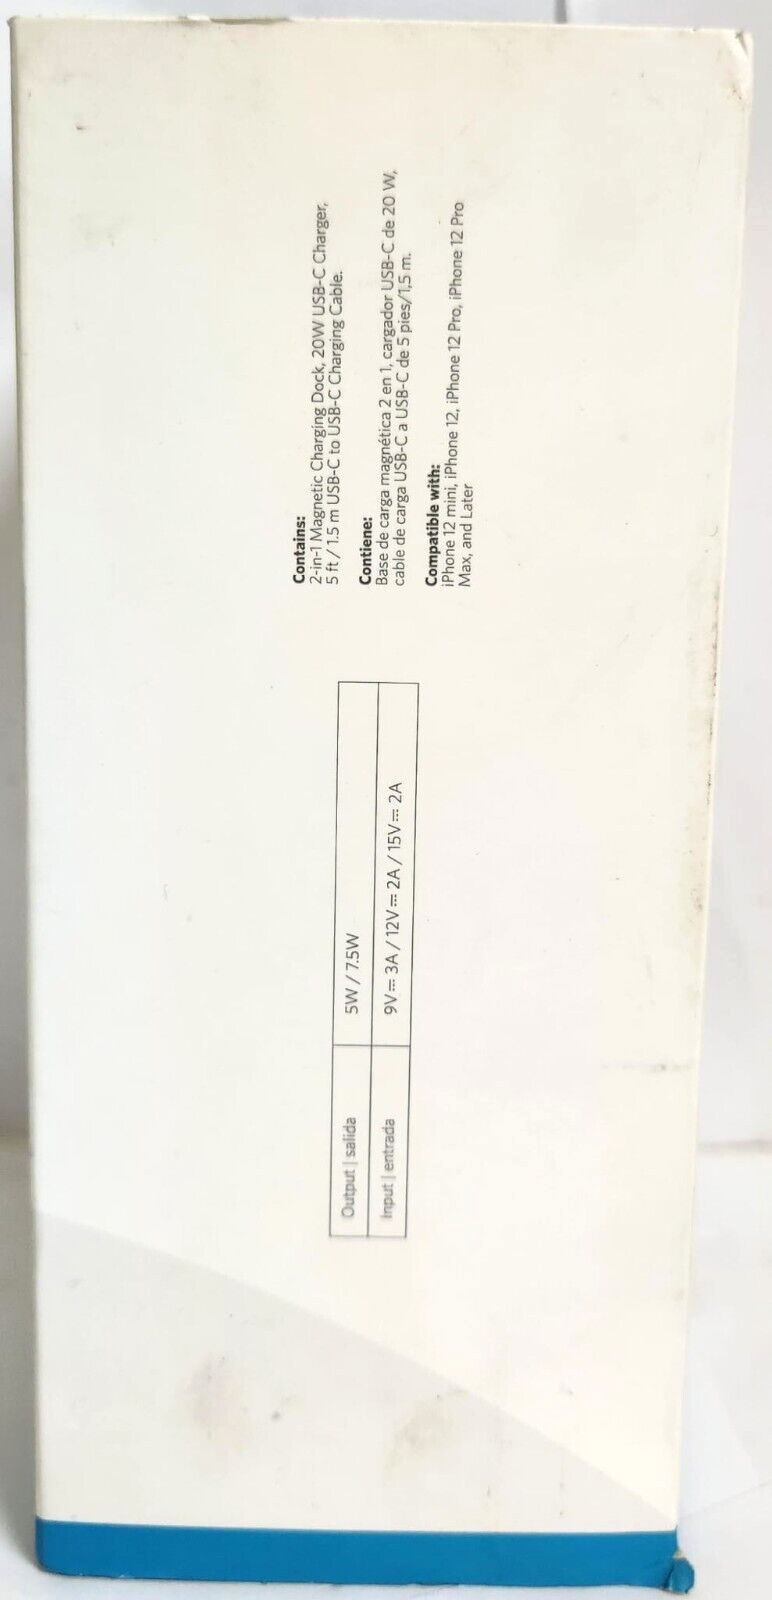 Contains:
2-in-1 Magnetic Charging Dock, 20W USB-C Charger,
5 ft / 1.5 m USB-C to USB-C Charging Cable.
Contiene:
Base de carga magnética 2 en 1, cargador USB-C de 20 W,
cable de carga USB-C a USB-C de 5 pies/1,5 m.
Compatible with:
iPhone 12 mini, iPhone 12, iPhone 12 Pro, iPhone 12 Pro
Max, and Later
Output | salida 5W / 7.5W
Input | entrada 9V⎓3A / 12V⎓2A / 15V⎓2A